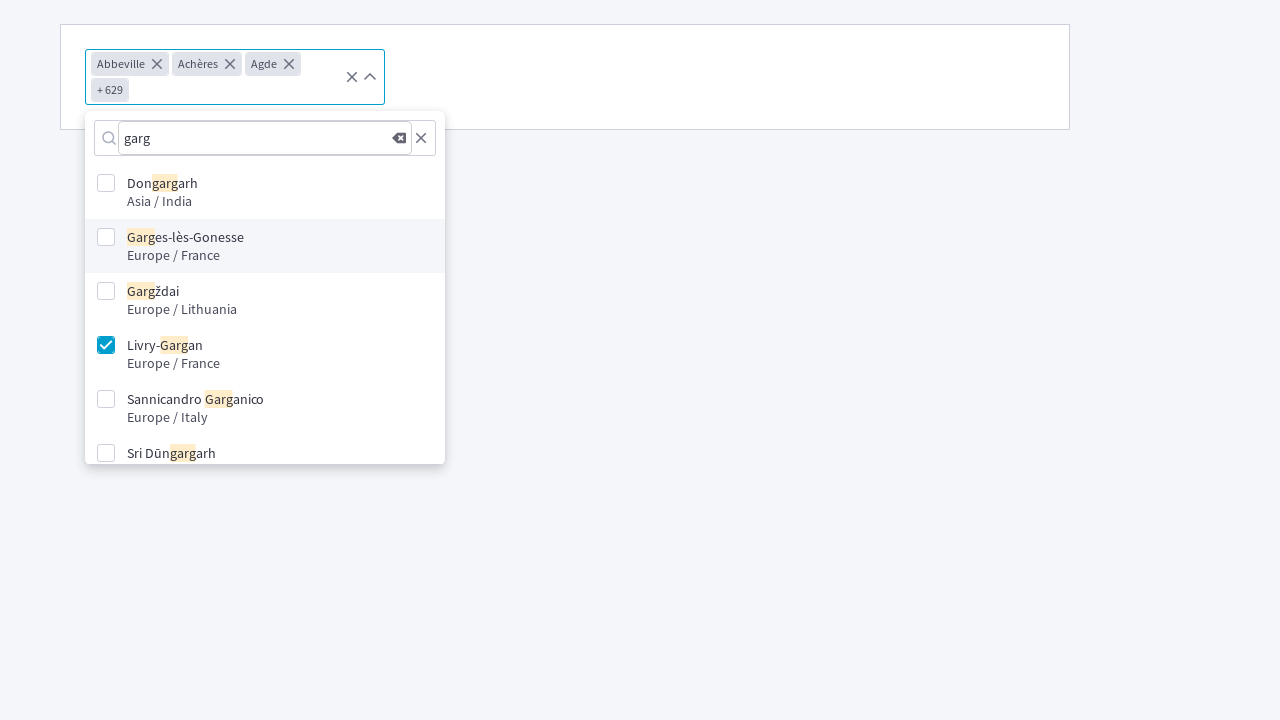 Abbeville Achères Agde
+ 629
garg
Dongargarh
Asia / India
Garges-lès-Gonesse
Europe / France
Gargždai
Europe / Lithuania
Livry-Gargan
Europe / France
Sannicandro Garganico
Europe / Italy
Sri Dūngargarh